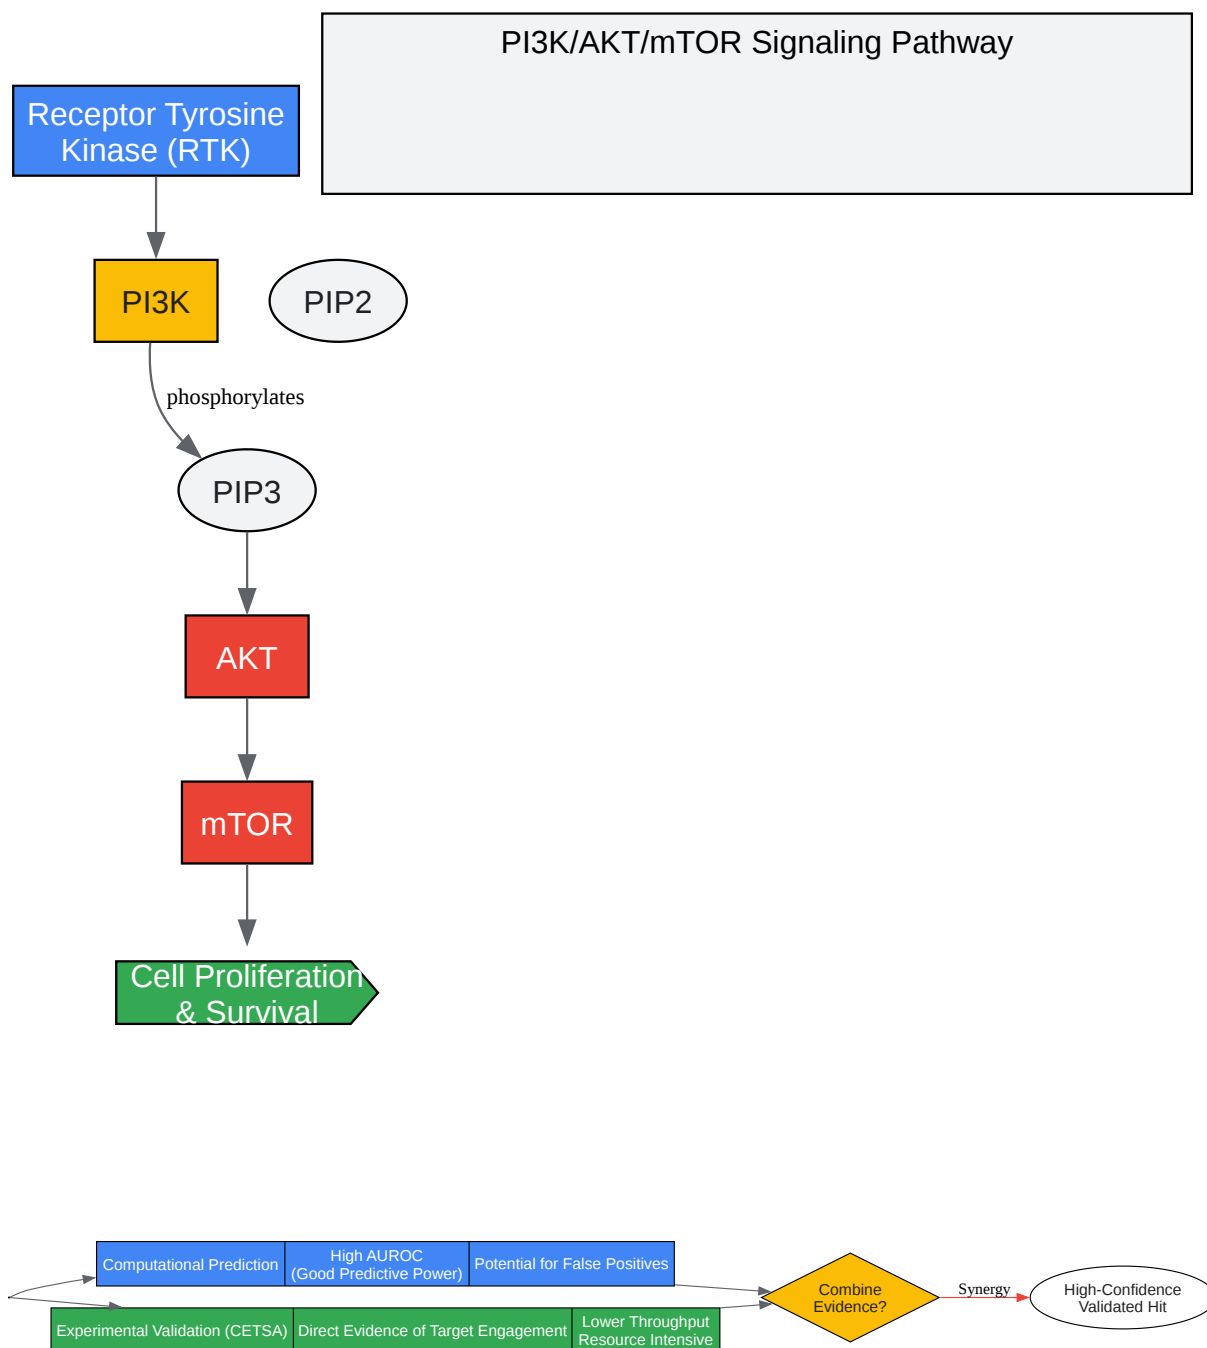 PI3K/AKT/mTOR Signaling Pathway
Receptor Tyrosine
Kinase (RTK)
PI3K
PIP2
phosphorylates
PIP3
AKT
mTOR
Cell Proliferation
& Survival
Computational Prediction
High AUROC
(Good Predictive Power)
Potential for False Positives
Experimental Validation (CETSA)
Direct Evidence of Target Engagement
Lower Throughput
Resource Intensive
Combine
Evidence?
Synergy
High-Confidence
Validated Hit